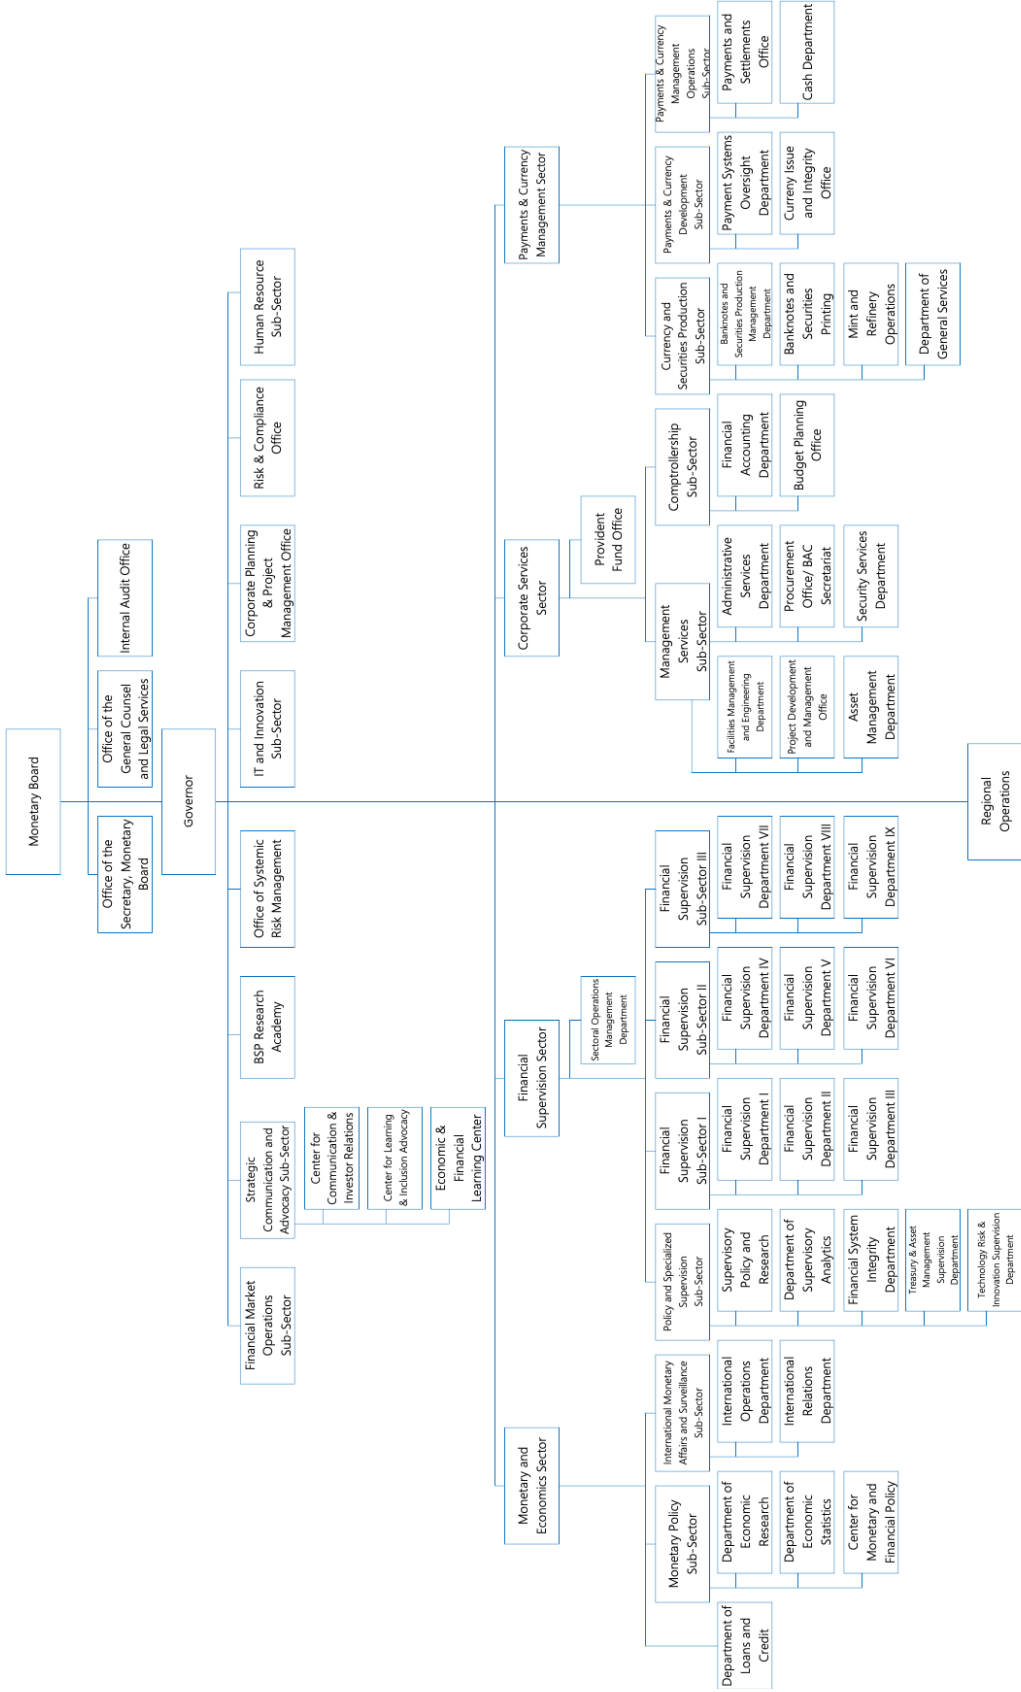 Monetary Board
Office of the
Secretary, Monetary
Board
Office of the
General Counsel
and Legal Services
Internal Audit Office
Governor
Financial Market
Operations
Sub-Sector
Strategic
Communication and
Advocacy Sub-Sector
BSP Research
Academy
Office of Systemic
Risk Management
IT and Innovation
Sub-Sector
Corporate Planning
& Project
Management Office
Risk & Compliance
Office
Human Resource
Sub-Sector
Center for
Communication &
Investor Relations
Center for Learning
& Inclusion Advocacy
Economic &
Financial
Learning Center
Monetary and
Economics Sector
Financial
Supervision Sector
Corporate Services
Sector
Payments & Currency
Management Sector
Sectoral Operations
Management
Department
Provident
Fund Office
Monetary Policy
Sub-Sector
International Monetary
Affairs and Surveillance
Sub-Sector
Policy and Specialized
Supervision
Sub-Sector
Financial
Supervision
Sub-Sector I
Financial
Supervision
Sub-Sector II
Financial
Supervision
Sub-Sector III
Management
Services
Sub-Sector
Comptrollership
Sub-Sector
Currency and
Securities Production
Sub-Sector
Payments & Currency
Development
Sub-Sector
Payments & Currency
Management
Operations
Sub-Sector
Department of
Loans and
Credit
Department of
Economic
Research
Department of
Economic
Statistics
Center for
Monetary and
Financial Policy
International
Operations
Department
International
Relations
Department
Supervisory
Policy and
Research
Department of
Supervisory
Analytics
Financial System
Integrity
Department
Treasury & Asset
Management
Supervision
Department
Technology Risk &
Innovation Supervision
Department
Financial
Supervision
Department I
Financial
Supervision
Department II
Financial
Supervision
Department III
Financial
Supervision
Department IV
Financial
Supervision
Department V
Financial
Supervision
Department VI
Financial
Supervision
Department VII
Financial
Supervision
Department VIII
Financial
Supervision
Department IX
Facilities Management
and Engineering
Department
Project Development
and Management
Office
Asset
Management
Department
Administrative
Services
Department
Procurement
Office/ BAC
Secretariat
Security Services
Department
Financial
Accounting
Department
Budget Planning
Office
Banknotes and
Securities Production
Management
Department
Banknotes and
Securities
Printing
Mint and
Refinery
Operations
Department of
General Services
Payment Systems
Oversight
Department
Curreny Issue
and Integrity
Office
Payments and
Settlements
Office
Cash Department
Regional
Operations